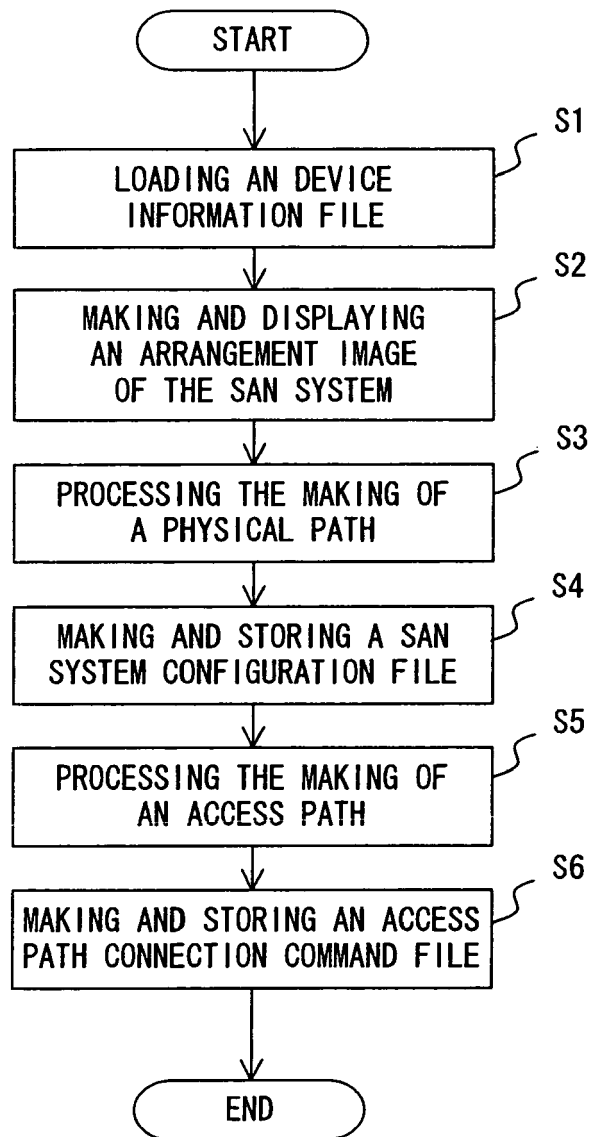 START
S1
LOADING AN DEVICE
INFORMATION FILE
S2
MAKING AND DISPLAYING
AN ARRANGEMENT IMAGE
OF THE SAN SYSTEM
S3
PROCESSING THE MAKING OF
A PHYSICAL PATH
S4
MAKING AND STORING A SAN
SYSTEM CONFIGURATION FILE
S5
PROCESSING THE MAKING OF
AN ACCESS PATH
S6
MAKING AND STORING AN ACCESS
PATH CONNECTION COMMAND FILE
END